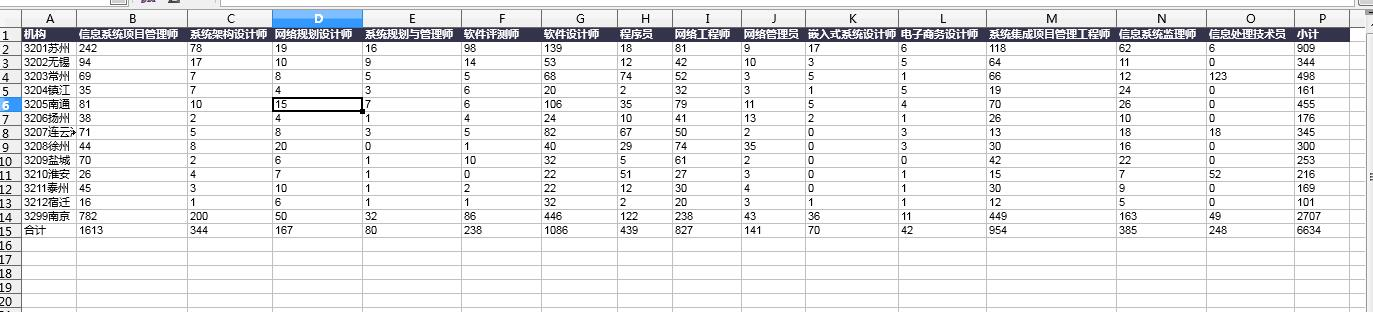 A B C D E F G H I J K L M N O P
1 机构 信息系统项目管理师 系统架构设计师 网络规划设计师 系统规划与管理师 软件评测师 软件设计师 程序员 网络工程师 网络管理员 嵌入式系统设计师 电子商务设计师 系统集成项目管理工程师 信息系统监理师 信息处理技术员 小计
2 3201苏州 242 78 19 16 98 139 18 81 9 17 6 118 62 6 909
3 3202无锡 94 17 10 9 14 53 12 42 10 3 5 64 11 0 344
4 3203常州 69 7 8 5 5 68 74 52 3 5 1 66 12 123 498
5 3204镇江 35 7 4 3 6 20 2 32 3 1 5 19 24 0 161
6 3205南通 81 10 15 7 6 106 35 79 11 5 4 70 26 0 455
7 3206扬州 38 2 4 1 4 24 10 41 13 2 1 26 10 0 176
8 3207连云 71 5 8 3 5 82 67 50 2 0 3 13 18 18 345
9 3208徐州 44 8 20 0 1 40 29 74 35 0 3 30 16 0 300
10 3209盐城 70 2 6 1 10 32 5 61 2 0 0 42 22 0 253
11 3210淮安 26 4 7 1 0 22 51 27 3 0 1 15 7 52 216
12 3211泰州 45 3 10 1 2 22 12 30 4 0 1 30 9 0 169
13 3212宿迁 16 1 6 1 1 32 2 20 3 1 1 12 5 0 101
14 3299南京 782 200 50 32 86 446 122 238 43 36 11 449 163 49 2707
15 合计 1613 344 167 80 238 1086 439 827 141 70 42 954 385 248 6634
16
17
18
19
20